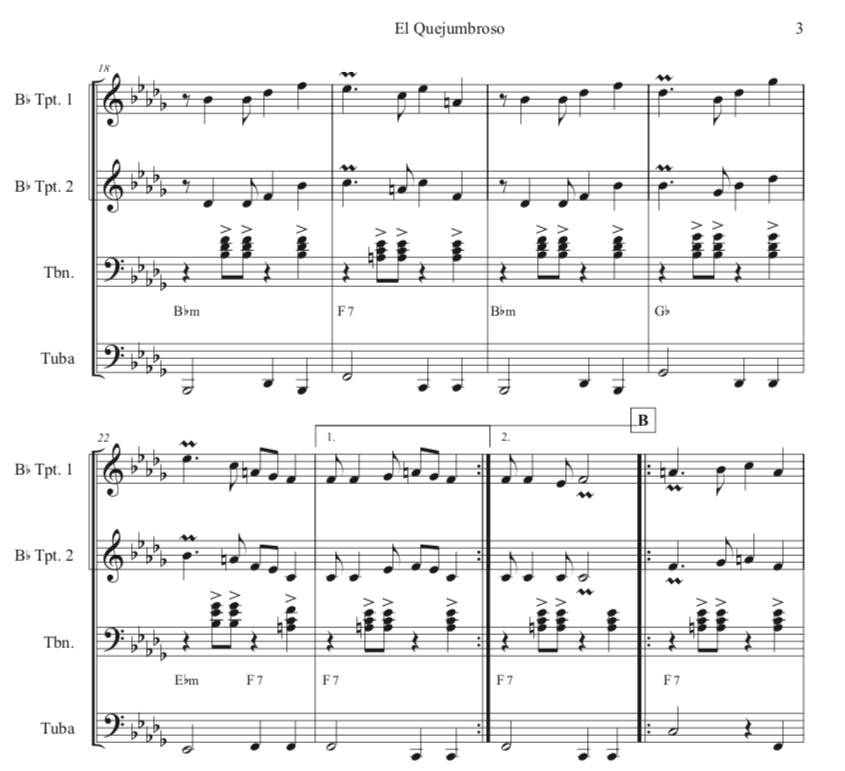 El Quejumbroso 3
18
B♭ Tpt. 1
B♭ Tpt. 2
Tbn.
B♭m F 7 B♭m G♭
Tuba
B
22 1. 2.
B♭ Tpt. 1
B♭ Tpt. 2
Tbn.
E♭m F 7 F 7 F 7 F 7
Tuba